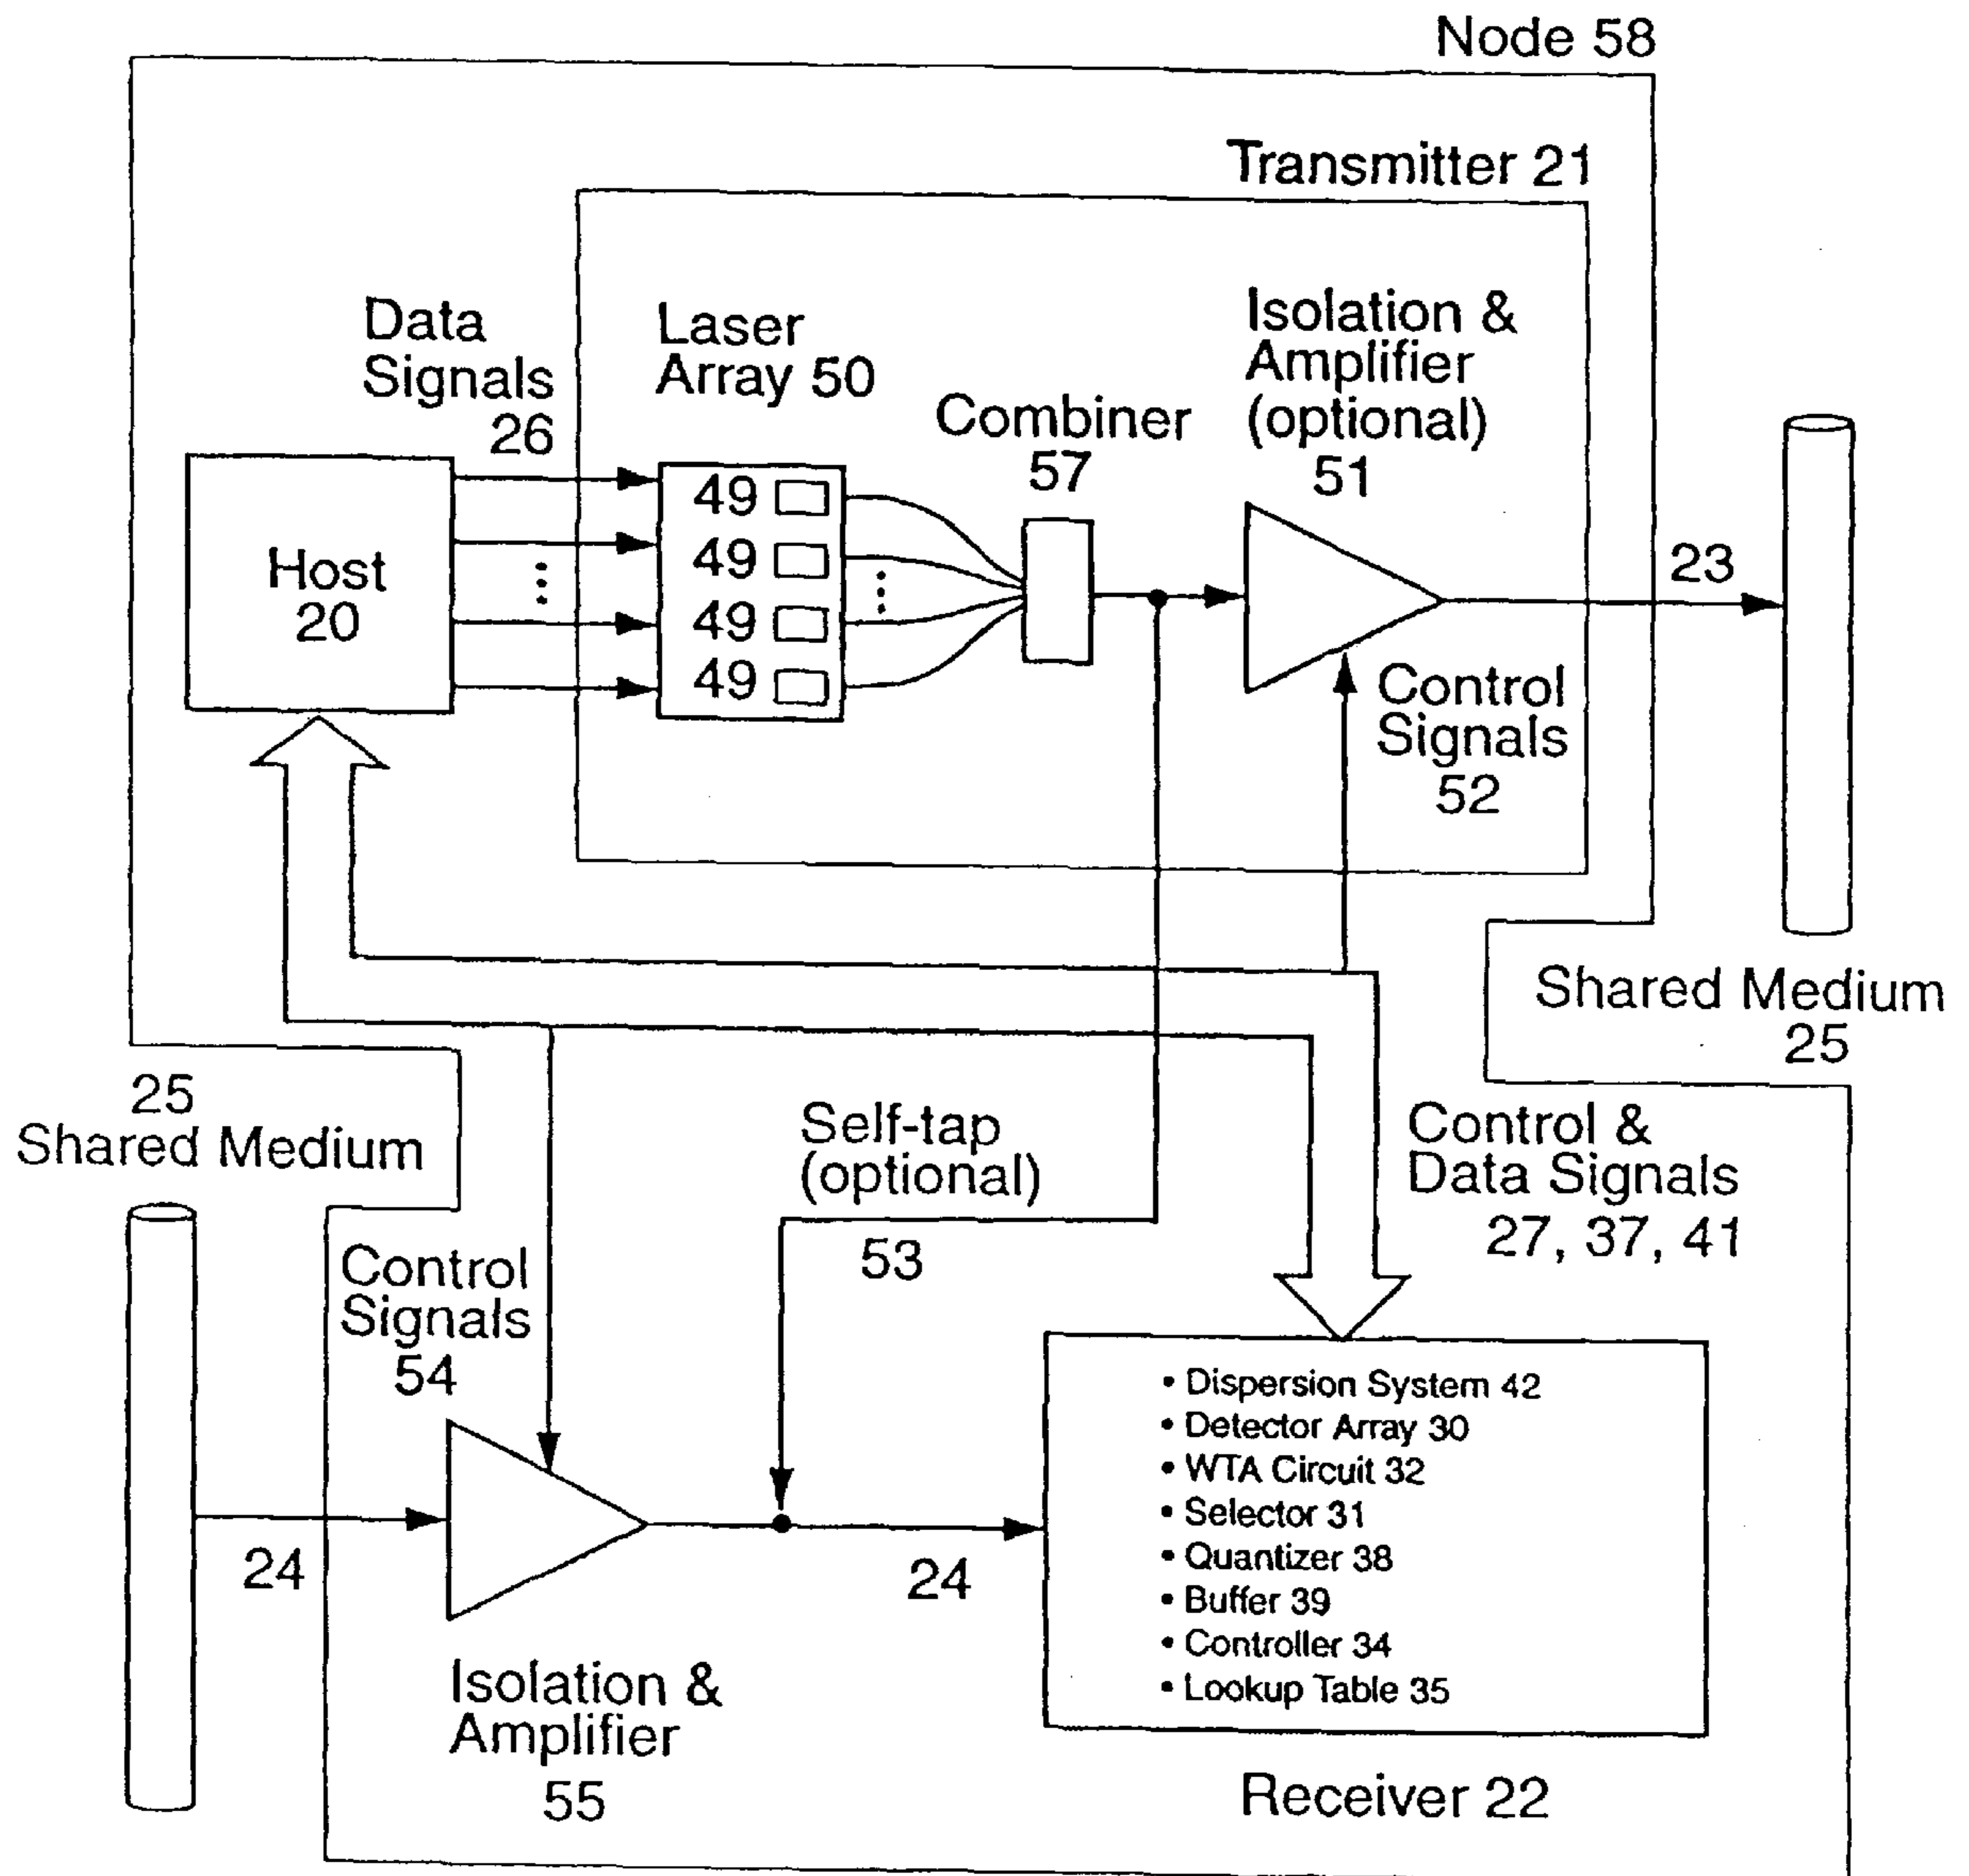 Node 58
Transmitter 21
Data
Signals
26
Laser
Array 50
Combiner
57
Isolation &
Amplifier
(optional)
51
Host
20
49
49
49
49
23
Control
Signals
52
Shared Medium
25
25
Shared Medium
Self-tap
(optional)
53
Control &
Data Signals
27, 37, 41
Control
Signals
54
24
Isolation &
Amplifier
55
24
• Dispersion System 42
• Detector Array 30
• WTA Circuit 32
• Selector 31
• Quantizer 38
• Buffer 39
• Controller 34
• Lookup Table 35
Receiver 22